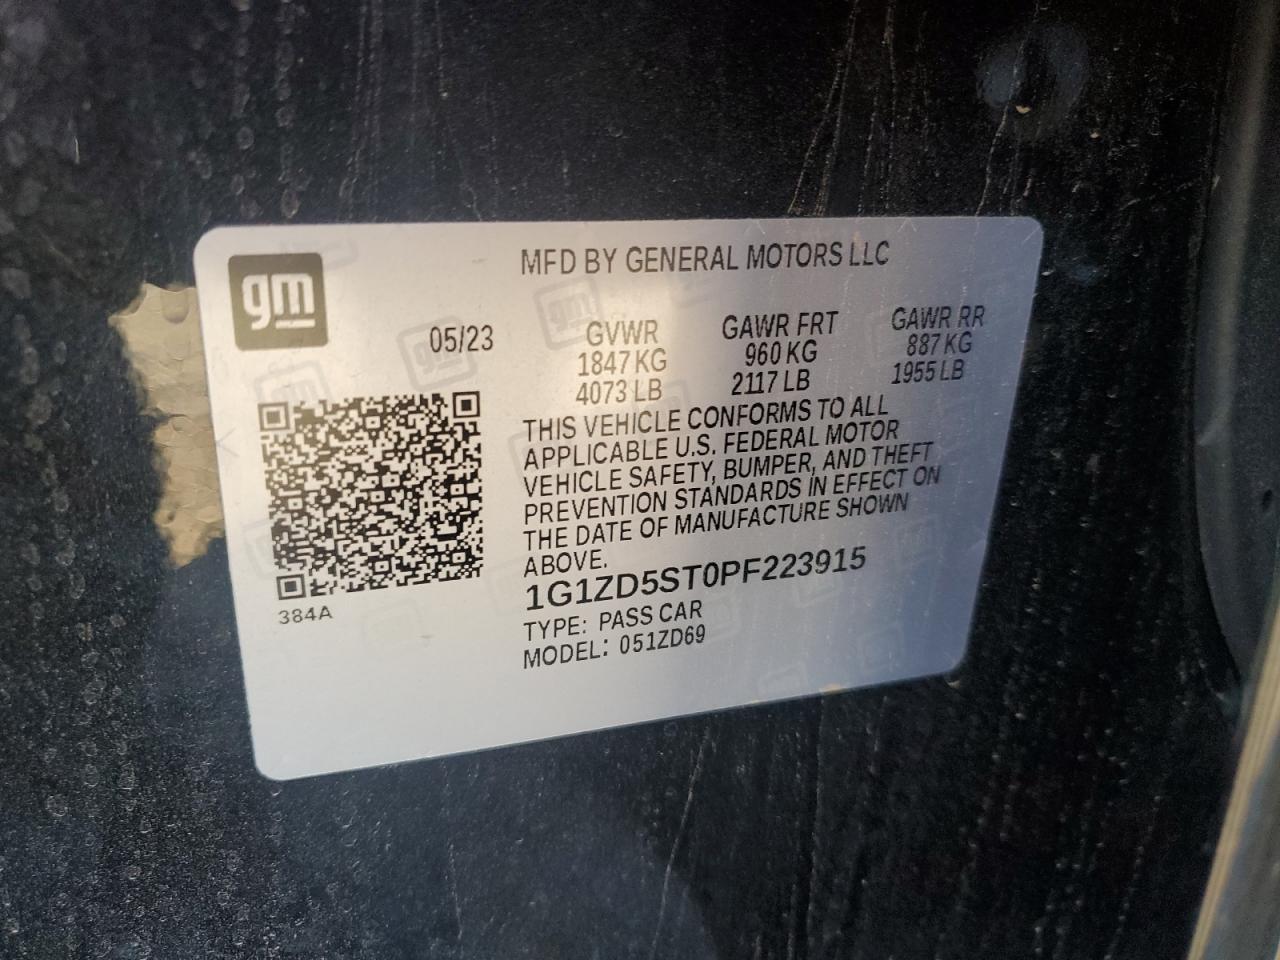 gm
MFD BY GENERAL MOTORS LLC
05/23
GVWR GAWR FRT GAWR RR
1847 KG 960 KG 887 KG
4073 LB 2117 LB 1955 LB
THIS VEHICLE CONFORMS TO ALL
APPLICABLE U.S. FEDERAL MOTOR
VEHICLE SAFETY, BUMPER, AND THEFT
PREVENTION STANDARDS IN EFFECT ON
THE DATE OF MANUFACTURE SHOWN
ABOVE.
1G1ZD5ST0PF223915
TYPE: PASS CAR
MODEL: 051ZD69
384A